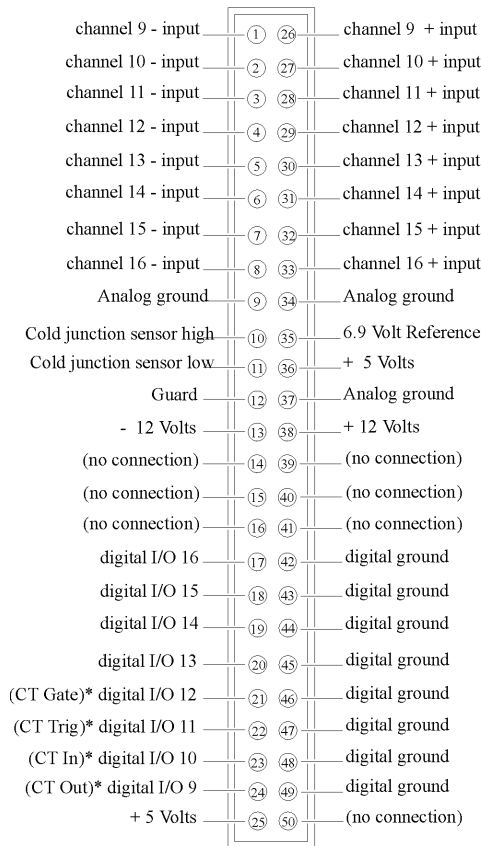 channel 9 - input 1 26 channel 9 + input
channel 10 - input 2 27 channel 10 + input
channel 11 - input 3 28 channel 11 + input
channel 12 - input 4 29 channel 12 + input
channel 13 - input 5 30 channel 13 + input
channel 14 - input 6 31 channel 14 + input
channel 15 - input 7 32 channel 15 + input
channel 16 - input 8 33 channel 16 + input
Analog ground 9 34 Analog ground
Cold junction sensor high 10 35 6.9 Volt Reference
Cold junction sensor low 11 36 + 5 Volts
Guard 12 37 Analog ground
- 12 Volts 13 38 + 12 Volts
(no connection) 14 39 (no connection)
(no connection) 15 40 (no connection)
(no connection) 16 41 (no connection)
digital I/O 16 17 42 digital ground
digital I/O 15 18 43 digital ground
digital I/O 14 19 44 digital ground
digital I/O 13 20 45 digital ground
(CT Gate)* digital I/O 12 21 46 digital ground
(CT Trig)* digital I/O 11 22 47 digital ground
(CT In)* digital I/O 10 23 48 digital ground
(CT Out)* digital I/O 9 24 49 digital ground
+ 5 Volts 25 50 (no connection)